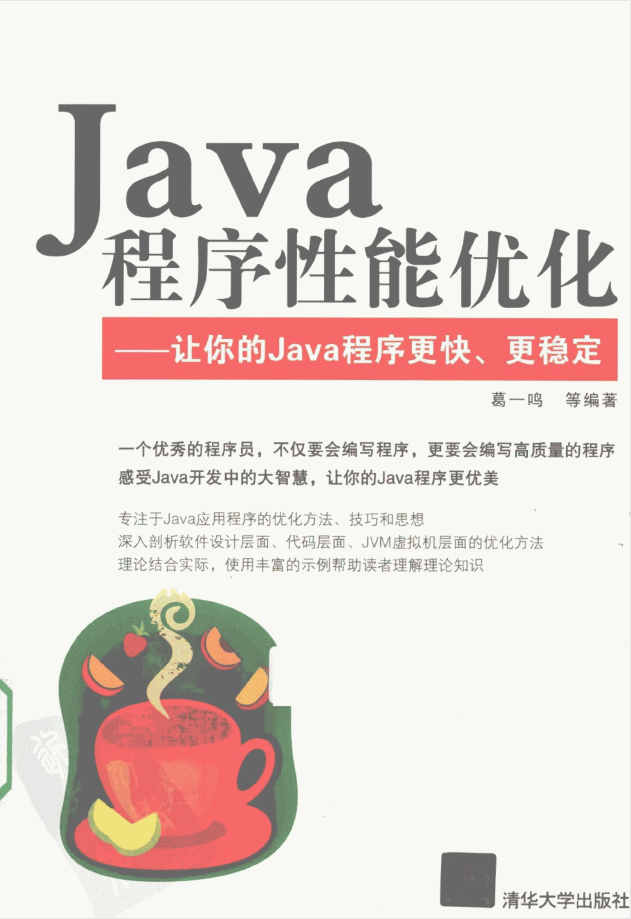 Java
程序性能优化
——让你的Java程序更快、更稳定
葛一鸣 等编著
一个优秀的程序员，不仅要会编写程序，更要会编写高质量的程序
感受Java开发中的大智慧，让你的Java程序更优美
专注于Java应用程序的优化方法、技巧和思想
深入剖析软件设计层面、代码层面、JVM虚拟机层面的优化方法
理论结合实际，使用丰富的示例帮助读者理解理论知识
清华大学出版社